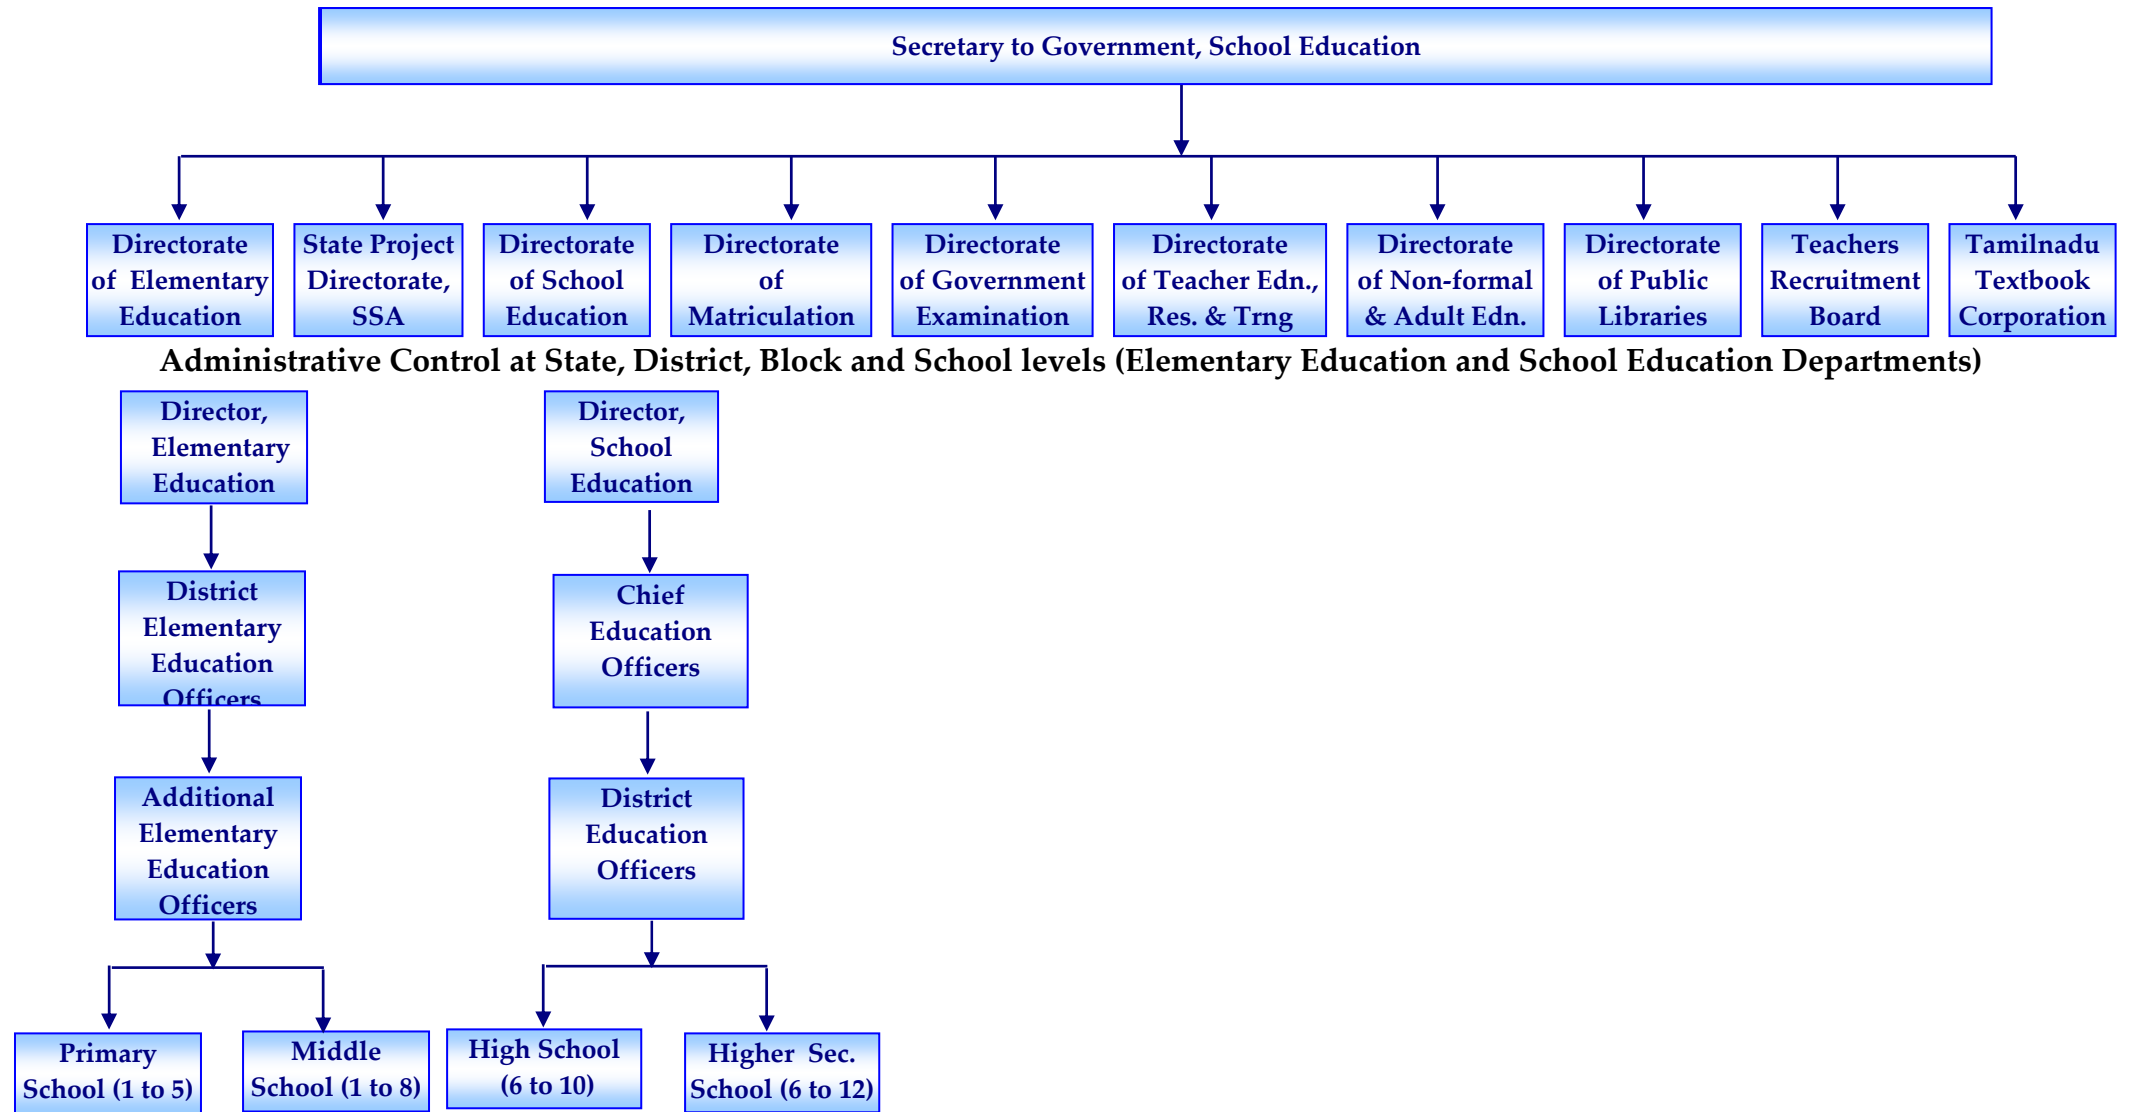 Secretary to Government, School Education
Directorate
of Elementary
Education
State Project
Directorate,
SSA
Directorate
of School
Education
Directorate
of
Matriculation
Directorate
of Government
Examination
Directorate
of Teacher Edn.,
Res. & Trng
Directorate
of Non-formal
& Adult Edn.
Directorate
of Public
Libraries
Teachers
Recruitment
Board
Tamilnadu
Textbook
Corporation
Administrative Control at State, District, Block and School levels (Elementary Education and School Education Departments)
Director,
Elementary
Education
District
Elementary
Education
Officers
Additional
Elementary
Education
Officers
Primary
School (1 to 5)
Middle
School (1 to 8)
Director,
School
Education
Chief
Education
Officers
District
Education
Officers
High School
(6 to 10)
Higher Sec.
School (6 to 12)